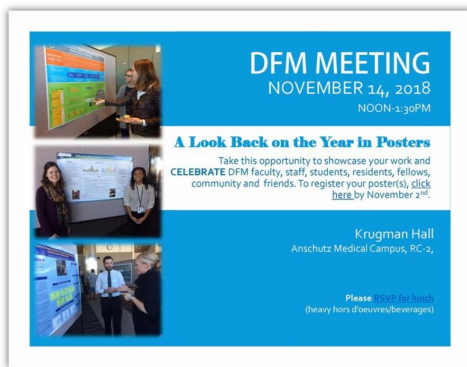 DFM MEETING
NOVEMBER 14, 2018
NOON-1:30PM
A Look Back on the Year in Posters
Take this opportunity to showcase your work and
CELEBRATE DFM faculty, staff, students, residents, fellows,
community and friends. To register your poster(s), click
here by November 2nd.
Krugman Hall
Anschutz Medical Campus, RC-2,
Please RSVP for lunch
(heavy hors d'oeuvres/beverages)